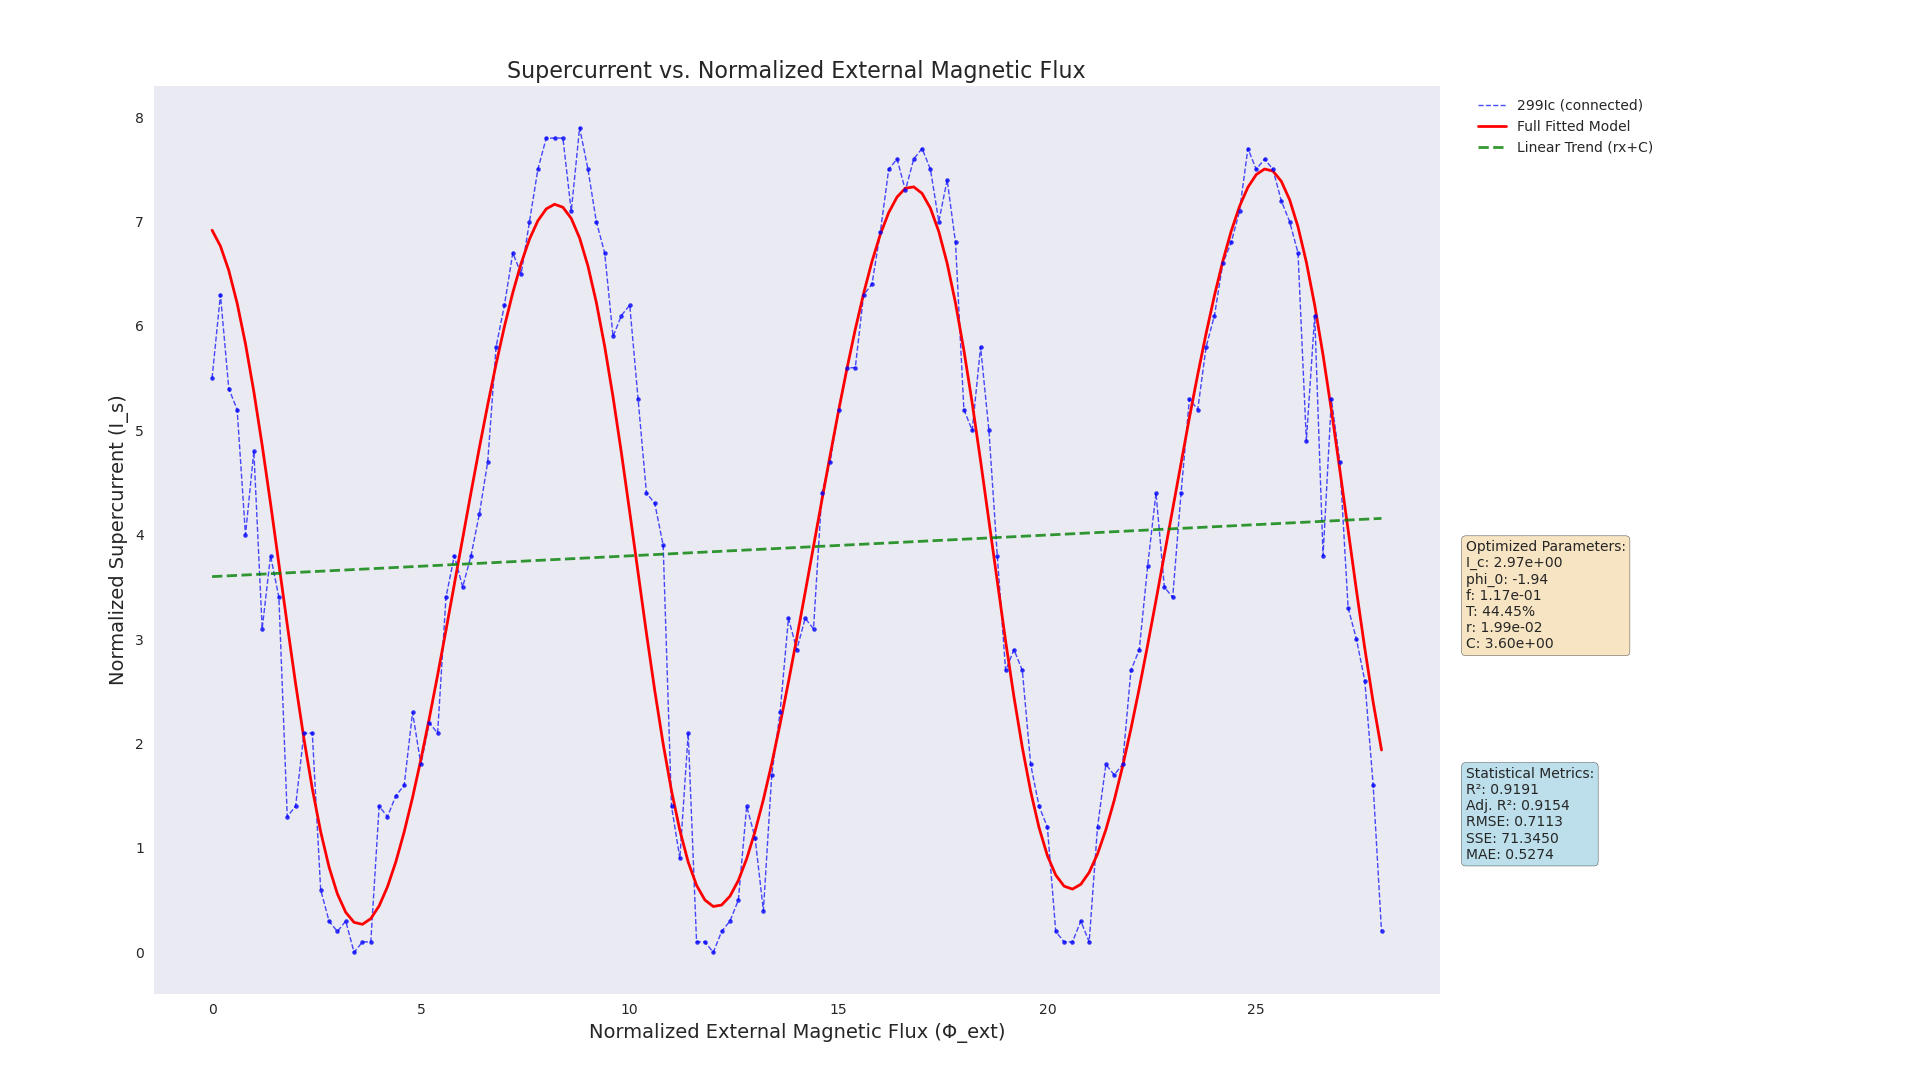 Supercurrent vs. Normalized External Magnetic Flux
8
7
6
5
4
3
2
1
0
Normalized Supercurrent (I_s)
0 5 10 15 20 25
Normalized External Magnetic Flux (Φ_ext)
299Ic (connected)
Full Fitted Model
Linear Trend (rx+C)
Optimized Parameters:
I_c: 2.97e+00
phi_0: -1.94
f: 1.17e-01
T: 44.45%
r: 1.99e-02
C: 3.60e+00
Statistical Metrics:
R²: 0.9191
Adj. R²: 0.9154
RMSE: 0.7113
SSE: 71.3450
MAE: 0.5274